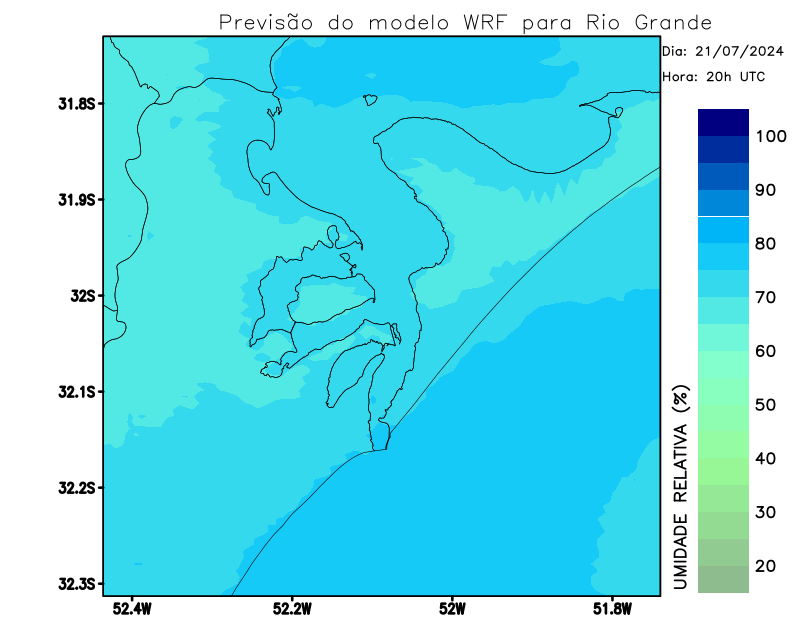 Previsão do modelo WRF para Rio Grande
Dia: 21/07/2024
Hora: 20h UTC
31.8S
31.9S
32S
32.1S
32.2S
32.3S
52.4W
52.2W
52W
51.8W
UMIDADE RELATIVA (%)
100
90
80
70
60
50
40
30
20